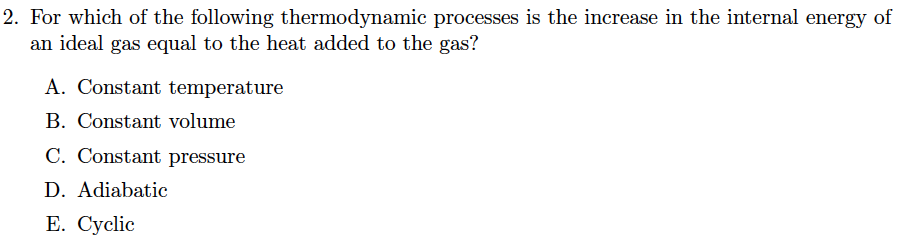 2. For which of the following thermodynamic processes is the increase in the internal energy of
an ideal gas equal to the heat added to the gas?
A. Constant temperature
B. Constant volume
C. Constant pressure
D. Adiabatic
E. Cyclic